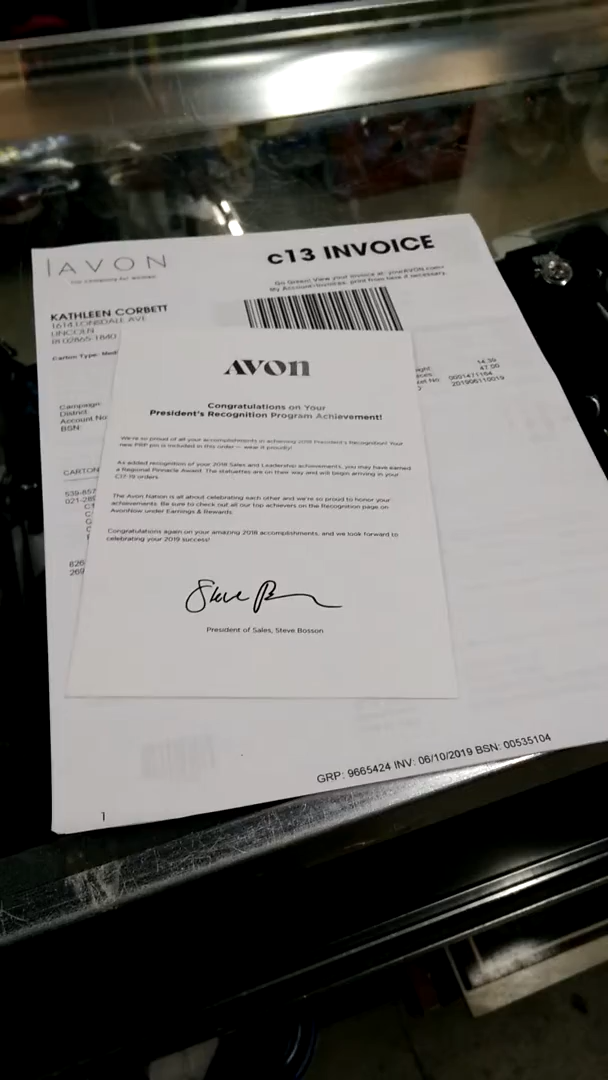 AVON
the company for women
c13 INVOICE
Go Green! View your invoice at: yourAVON.com>
My Account>Invoices, print from here if necessary.
KATHLEEN CORBETT
1614 LONSDALE AVE
LINCOLN
RI 02865-1840
Carton Type:
14.39
47.00
0001471164
201906110019
Campaign
District
Account Nu
BSN:
CARTON
539-857
826
269
AVON
Congratulations on Your
President's Recognition Program Achievement!
We're so proud of all your accomplishments in achieving 2018 President's Recognition! Your
new PRP pin is included in this order — wear it proudly!
As added recognition of your 2018 Sales and Leadership achievements, you may have earned
a Regional Pinnacle Award. The statuettes are on their way and will begin arriving in your
orders.
The Avon Nation is all about celebrating each other and we're so proud to honor your
achievements. Be sure to check out all our top achievers on the Recognition page on
AvonNow under Earnings & Rewards.
Congratulations again on your amazing 2018 accomplishments, and we look forward to
celebrating your 2019 success!
President of Sales, Steve Bosson
GRP: 9665424 INV: 06/10/2019 BSN: 00535104
1